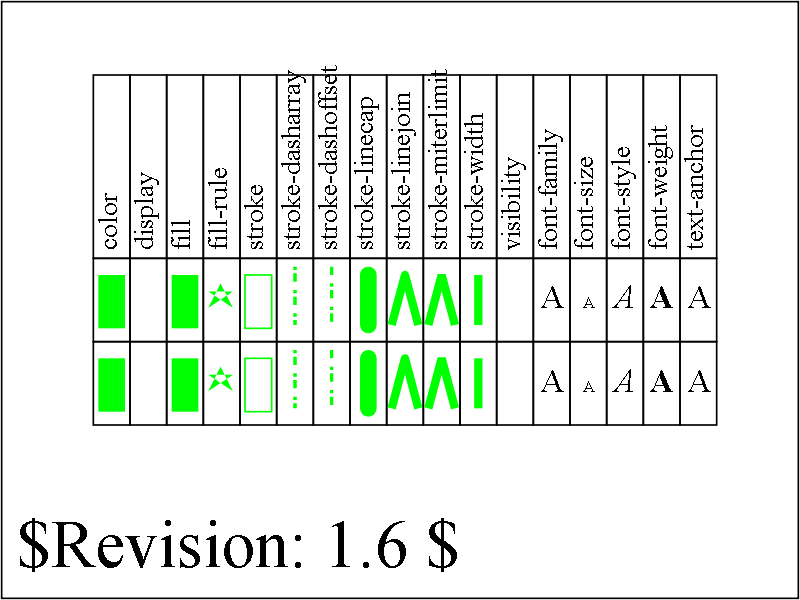 color
display
fill
fill-rule
stroke
stroke-dasharray
stroke-dashoffset
stroke-linecap
stroke-linejoin
stroke-miterlimit
stroke-width
visibility
font-family
font-size
font-style
font-weight
text-anchor
A A A A A
A A A A A
$Revision: 1.6 $